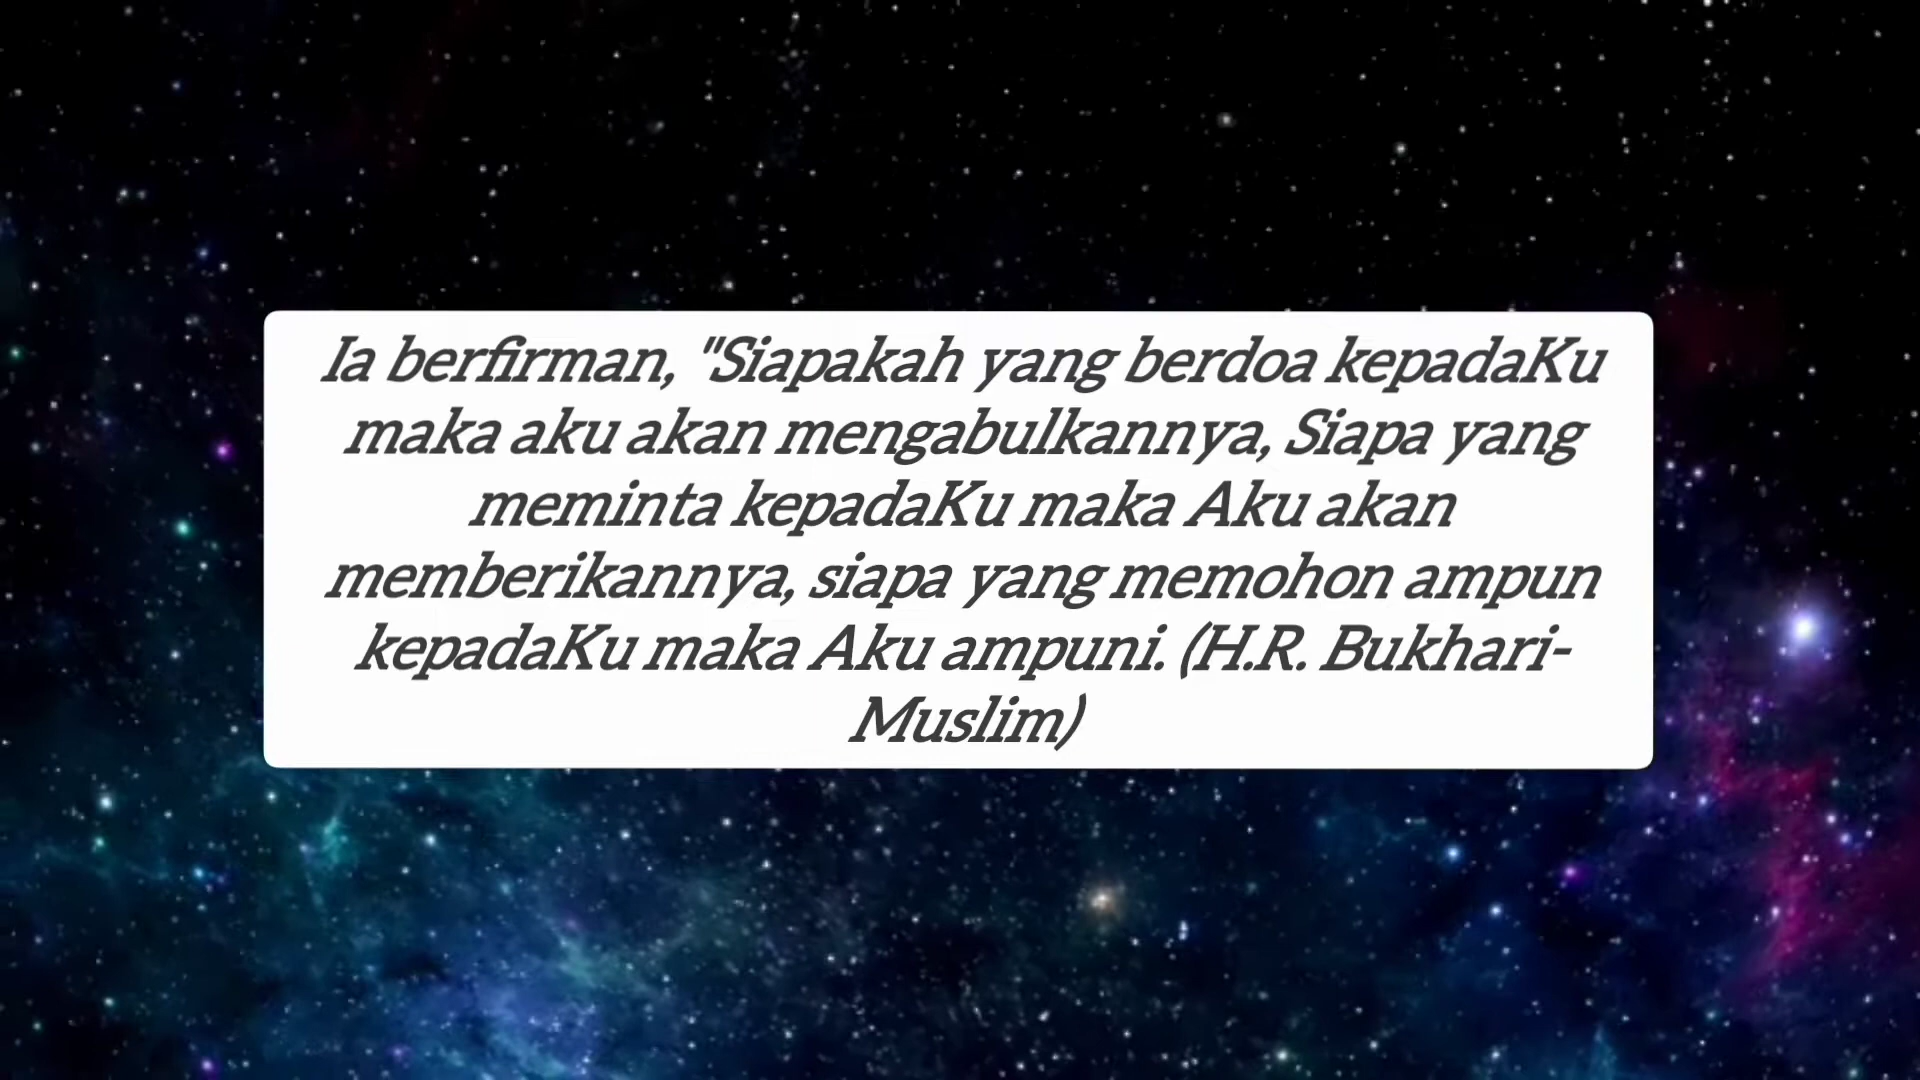 Ia berfirman, "Siapakah yang berdoa kepadaKu
maka aku akan mengabulkannya, Siapa yang
meminta kepadaKu maka Aku akan
memberikannya, siapa yang memohon ampun
kepadaKu maka Aku ampuni. (H.R. Bukhari-
Muslim)